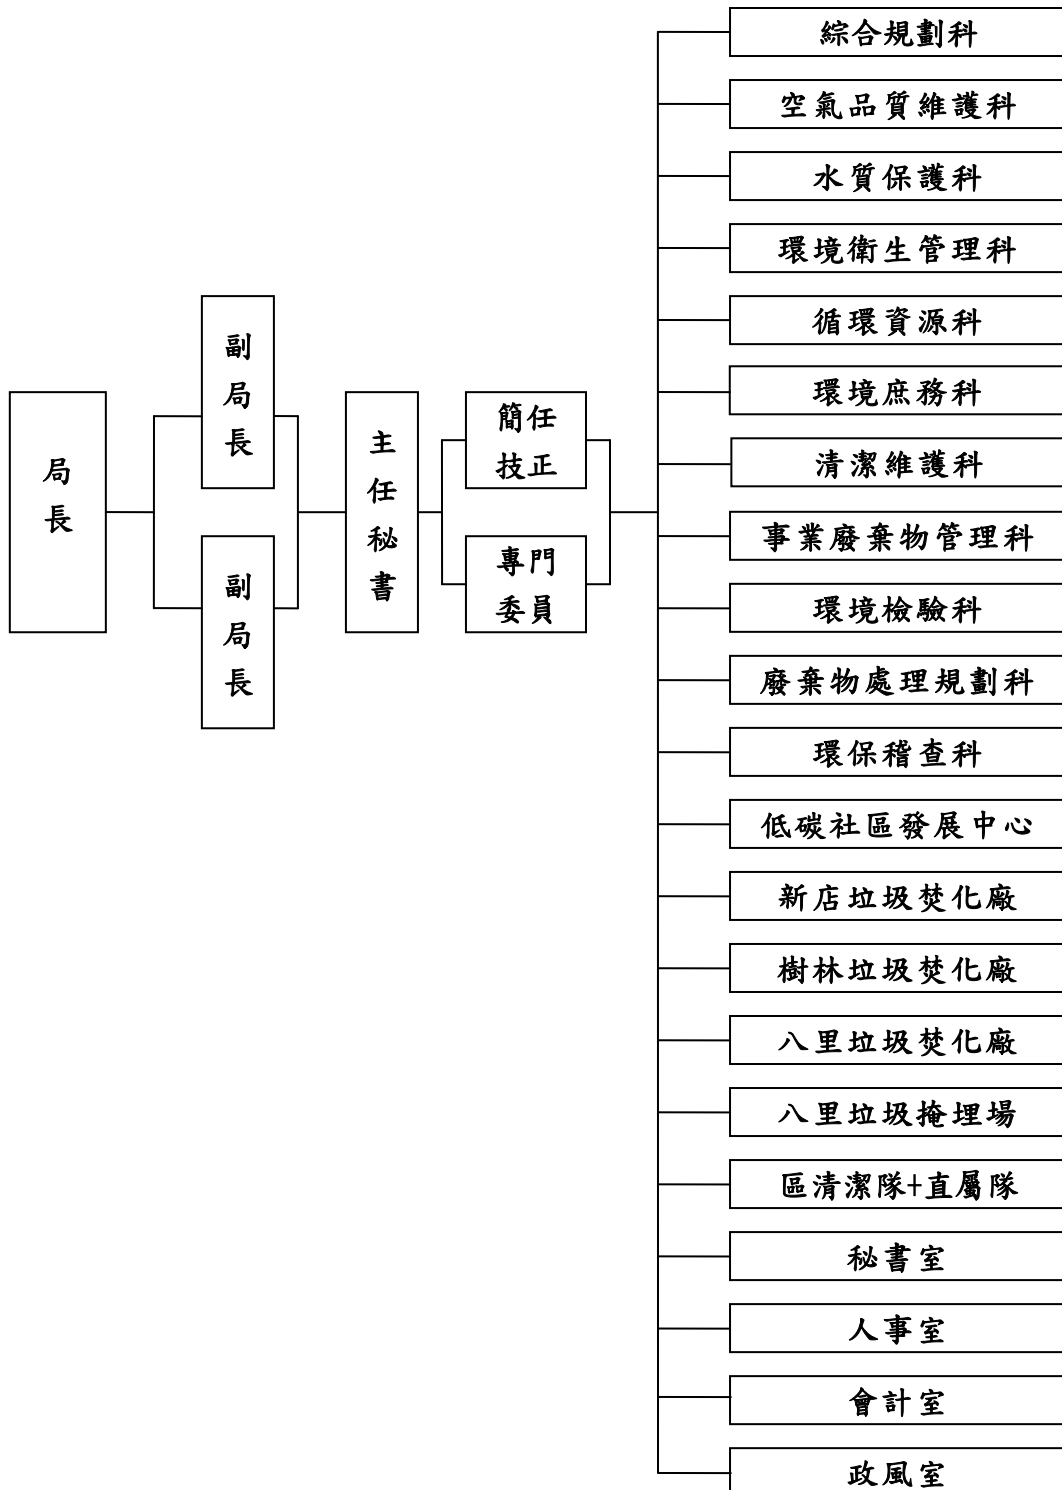 局長
副局長
副局長
主任秘書
簡任
技正
專門
委員
綜合規劃科
空氣品質維護科
水質保護科
環境衛生管理科
循環資源科
環境庶務科
清潔維護科
事業廢棄物管理科
環境檢驗科
廢棄物處理規劃科
環保稽查科
低碳社區發展中心
新店垃圾焚化廠
樹林垃圾焚化廠
八里垃圾焚化廠
八里垃圾掩埋場
區清潔隊+直屬隊
秘書室
人事室
會計室
政風室